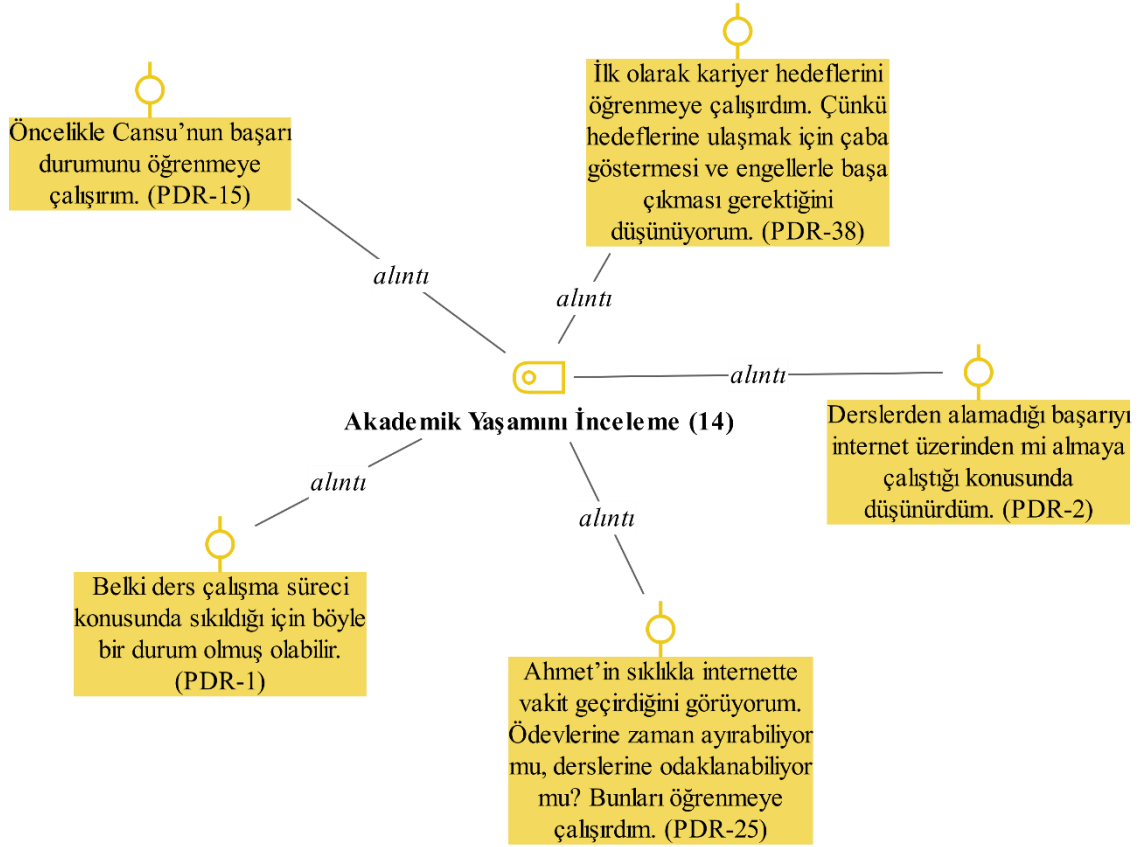 İlk olarak kariyer hedeflerini
öğrenmeye çalışırdım. Çünkü
hedeflerine ulaşmak için çaba
göstermesi ve engellerle başa
çıkması gerektiğini
düşünüyorum. (PDR-38)
Öncelikle Cansu’nun başarı
durumunu öğrenmeye
çalışırım. (PDR-15)
alıntı
alıntı
alıntı
Akademik Yaşamını İnceleme (14)
Derslerden alamadığı başarıyı
internet üzerinden mi almaya
çalıştığı konusunda
düşünürdüm. (PDR-2)
alıntı
alıntı
Belki ders çalışma süreci
konusunda sıkıldığı için böyle
bir durum olmuş olabilir.
(PDR-1)
Ahmet’in sıklıkla internette
vakit geçirdiğini görüyorum.
Ödevlerine zaman ayırabiliyor
mu, derslerine odaklanabiliyor
mu? Bunları öğrenmeye
çalışırdım. (PDR-25)